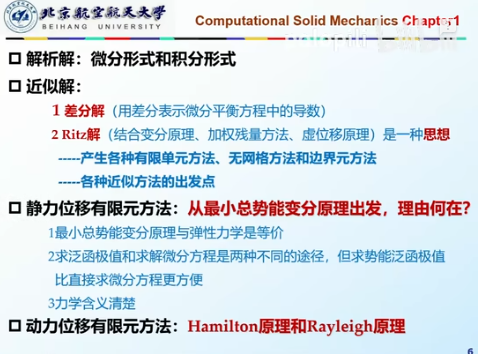 北京航空航天大学
BEIHANG UNIVERSITY
Computational Solid Mechanics Chapter1
解析解：微分形式和积分形式
近似解：
1 差分解（用差分表示微分平衡方程中的导数）
2 Ritz解（结合变分原理、加权残量方法、虚位移原理）是一种思想
-----产生各种有限单元方法、无网格方法和边界元方法
-----各种近似方法的出发点
静力位移有限元方法：从最小总势能变分原理出发，理由何在？
1最小总势能变分原理与弹性力学是等价
2求泛函极值和求解微分方程是两种不同的途径，但求势能泛函极值
比直接求微分方程更方便
3力学含义清楚
动力位移有限元方法：Hamilton原理和Rayleigh原理
6